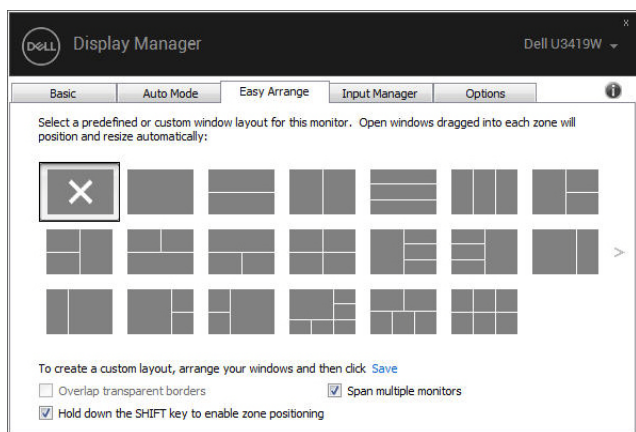 x
DELL Display Manager Dell U3419W
Basic Auto Mode Easy Arrange Input Manager Options i
Select a predefined or custom window layout for this monitor. Open windows dragged into each zone will
position and resize automatically:
>
To create a custom layout, arrange your windows and then click Save
Overlap transparent borders Span multiple monitors
Hold down the SHIFT key to enable zone positioning